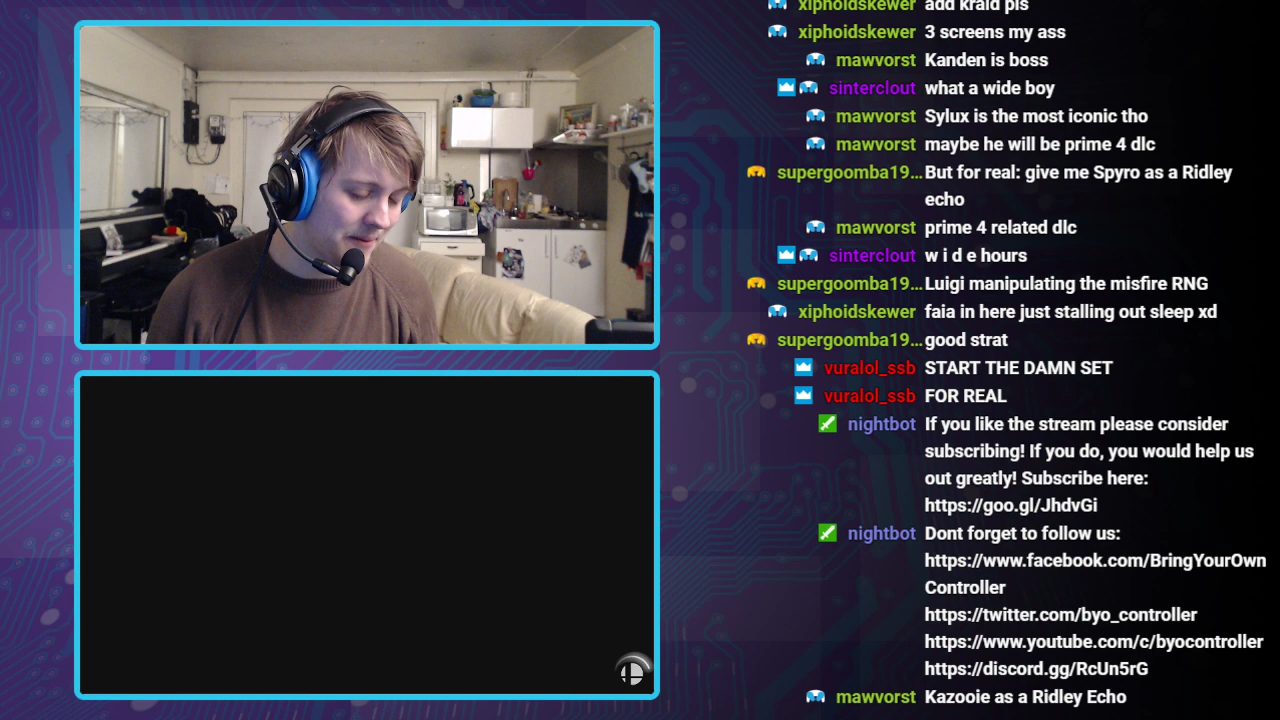 xiphoidskewer add kraid pls
xiphoidskewer 3 screens my ass
mawvorst Kanden is boss
sinterclout what a wide boy
mawvorst Sylux is the most iconic tho
mawvorst maybe he will be prime 4 dlc
supergoomba19... But for real: give me Spyro as a Ridley
echo
mawvorst prime 4 related dlc
sinterclout w i d e hours
supergoomba19... Luigi manipulating the misfire RNG
xiphoidskewer faia in here just stalling out sleep xd
supergoomba19... good strat
vuralol_ssb START THE DAMN SET
vuralol_ssb FOR REAL
nightbot If you like the stream please consider
subscribing! If you do, you would help us
out greatly! Subscribe here:
https://goo.gl/JhdvGi
nightbot Dont forget to follow us:
https://www.facebook.com/BringYourOwn
Controller
https://twitter.com/byo_controller
https://www.youtube.com/c/byocontroller
https://discord.gg/RcUn5rG
mawvorst Kazooie as a Ridley Echo